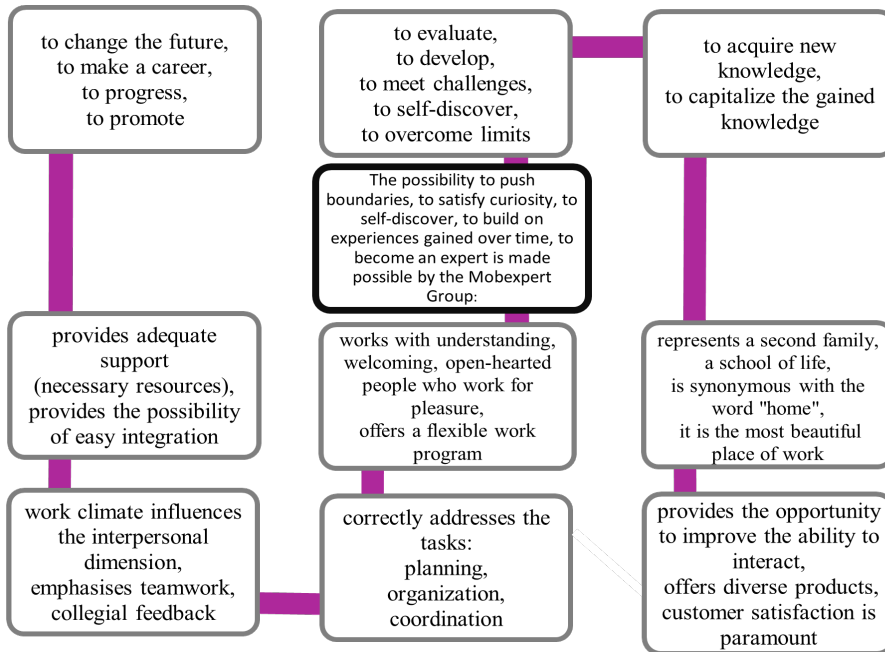 to change the future,
to make a career,
to progress,
to promote
to evaluate,
to develop,
to meet challenges,
to self-discover,
to overcome limits
to acquire new
knowledge,
to capitalize the gained
knowledge
The possibility to push
boundaries, to satisfy curiosity, to
self-discover, to build on
experiences gained over time, to
become an expert is made
possible by the Mobexpert
Group:
provides adequate
support
(necessary resources),
provides the possibility
of easy integration
works with understanding,
welcoming, open-hearted
people who work for
pleasure,
offers a flexible work
program
represents a second family,
a school of life,
is synonymous with the
word "home",
it is the most beautiful
place of work
work climate influences
the interpersonal
dimension,
emphasises teamwork,
collegial feedback
correctly addresses the
tasks:
planning,
organization,
coordination
provides the opportunity
to improve the ability to
interact,
offers diverse products,
customer satisfaction is
paramount